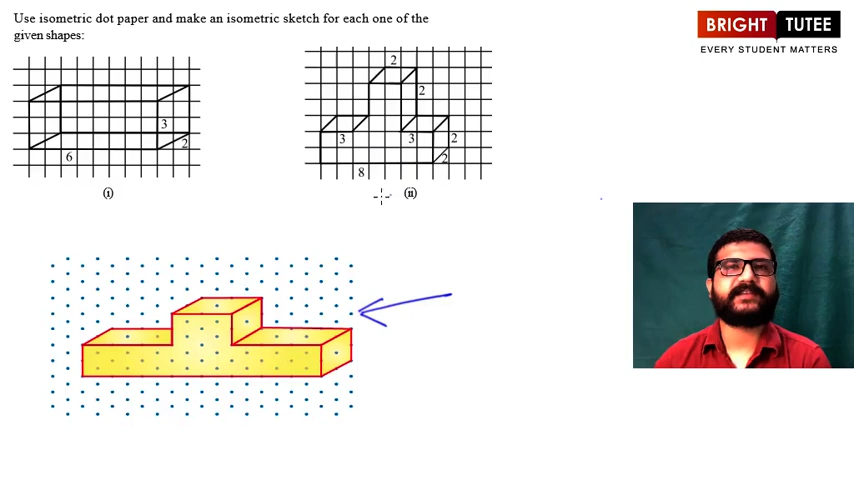 Use isometric dot paper and make an isometric sketch for each one of the
given shapes:
BRIGHT TUTEE
EVERY STUDENT MATTERS
3
2
6
(i)
2
2
3
3
2
2
8
(ii)